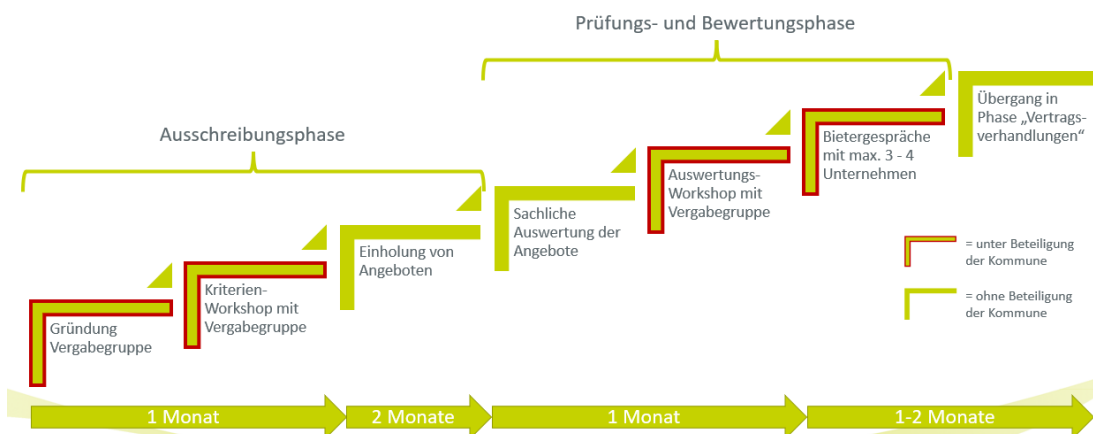 Prüfungs- und Bewertungsphase
Ausschreibungsphase
Gründung
Vergabegruppe
Kriterien-
Workshop mit
Vergabegruppe
Einholung von
Angeboten
Sachliche
Auswertung der
Angebote
Auswertungs-
Workshop mit
Vergabegruppe
Bietergespräche
mit max. 3 - 4
Unternehmen
Übergang in
Phase „Vertrags-
verhandlungen“
= unter Beteiligung
der Kommune
= ohne Beteiligung
der Kommune
1 Monat
2 Monate
1 Monat
1-2 Monate